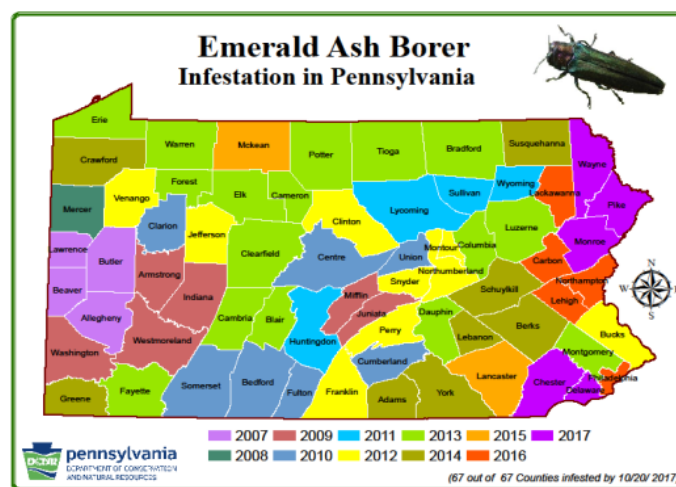 Emerald Ash Borer
Infestation in Pennsylvania
Erie
Warren
Mckean
Potter
Tioga
Bradford
Susquehanna
Wayne
Crawford
Forest
Elk
Cameron
Sullivan
Wyoming
Lackawanna
Pike
Mercer
Venango
Clarion
Jefferson
Clinton
Lycoming
Luzerne
Monroe
Lawrence
Butler
Clearfield
Centre
Union
Montour
Columbia
Carbon
Northampton
Beaver
Armstrong
Indiana
Snyder
Northumberland
Lehigh
Allegheny
Cambria
Blair
Mifflin
Juniata
Schuylkill
Berks
Bucks
Washington
Westmoreland
Huntingdon
Perry
Dauphin
Lebanon
Montgomery
Greene
Fayette
Somerset
Bedford
Fulton
Franklin
Cumberland
Adams
York
Lancaster
Chester
Delaware
Philadelphia
N
W
E
S
2007 2009 2011 2013 2015 2017
2008 2010 2012 2014 2016
DCNR
pennsylvania
DEPARTMENT OF CONSERVATION
AND NATURAL RESOURCES
(67 out of 67 Counties infested by 10/20/ 2017)